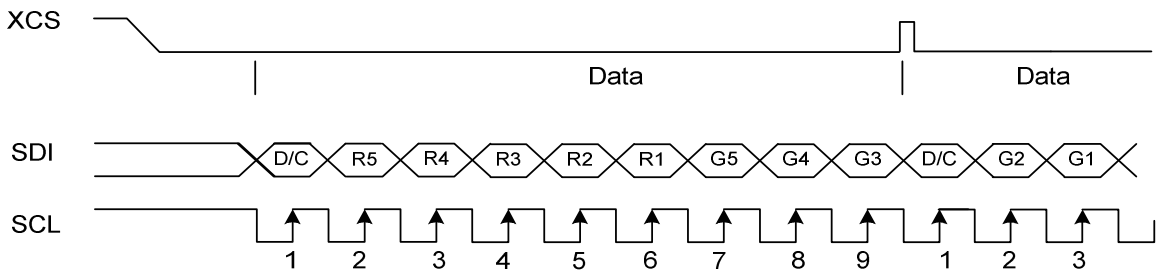 XCS
Data Data
SDI D/C R5 R4 R3 R2 R1 G5 G4 G3 D/C G2 G1
SCL
1 2 3 4 5 6 7 8 9 1 2 3